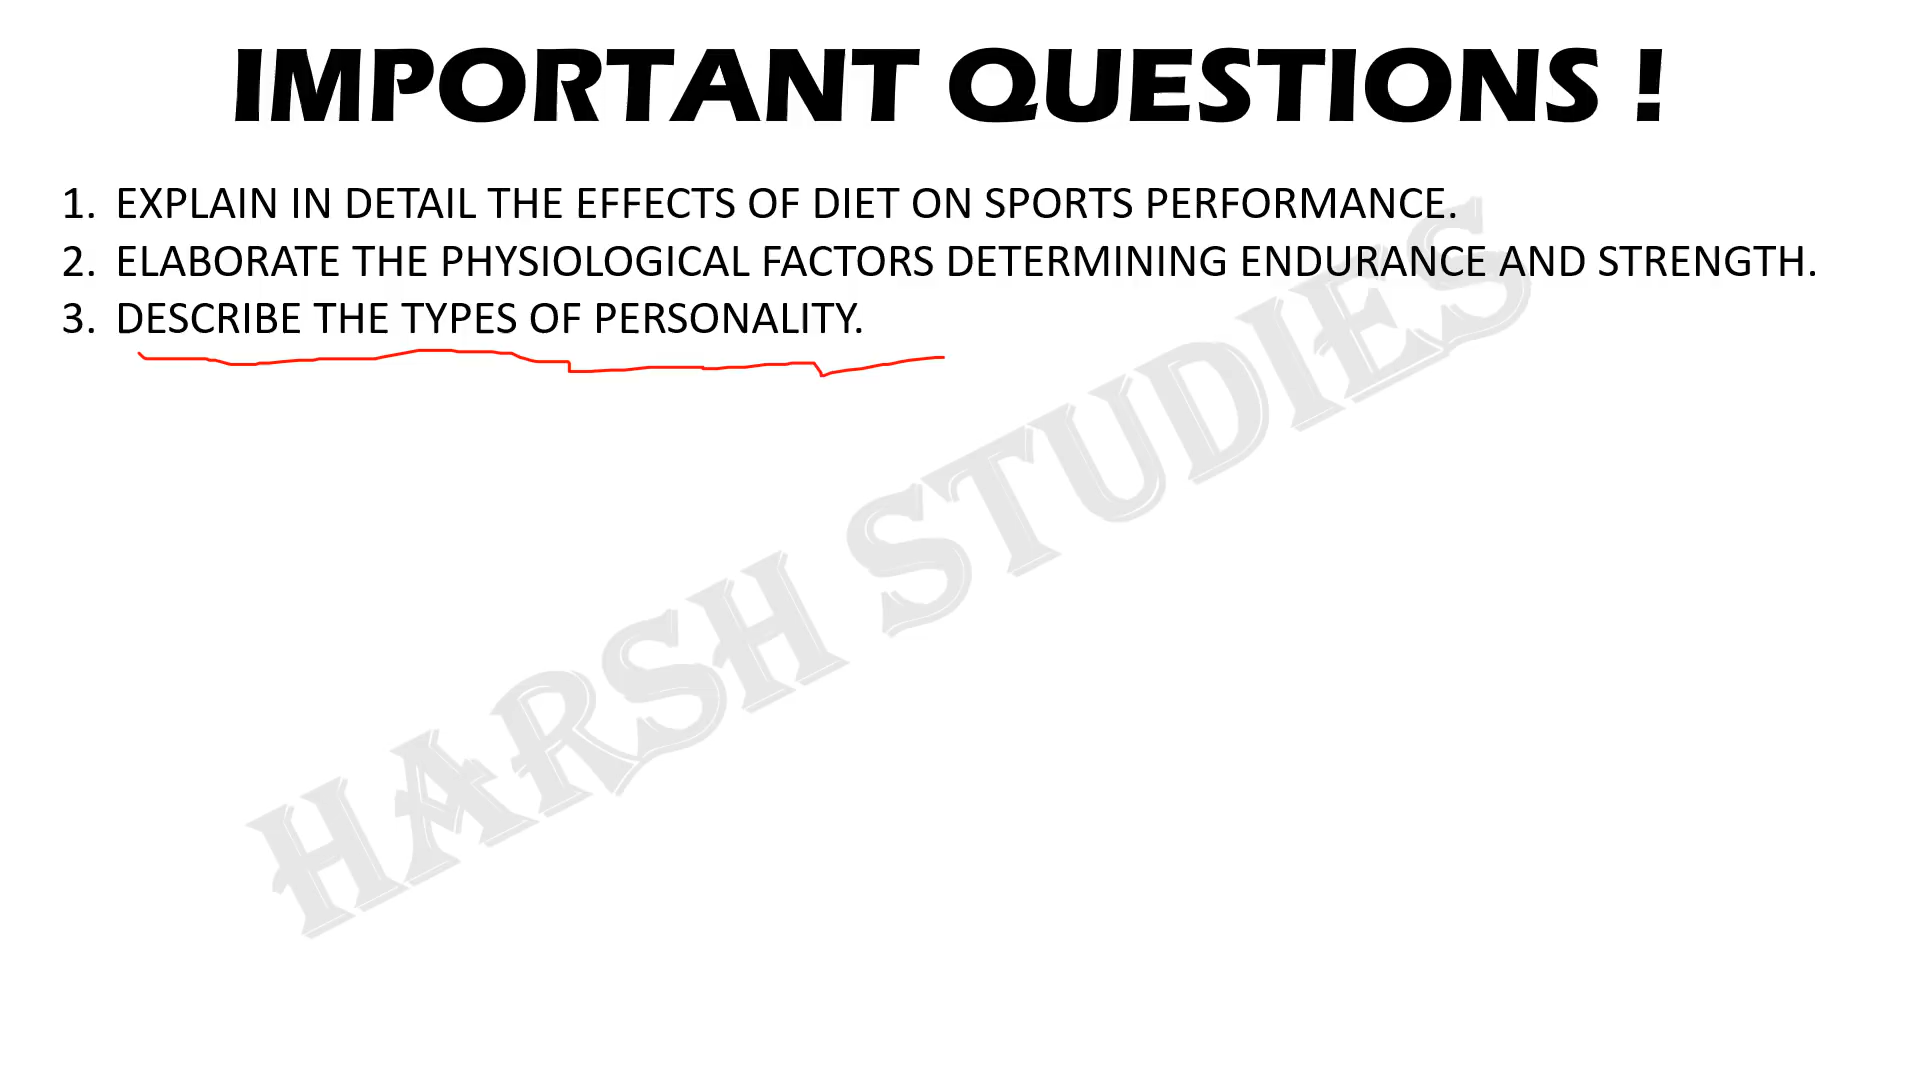 IMPORTANT QUESTIONS !
1. EXPLAIN IN DETAIL THE EFFECTS OF DIET ON SPORTS PERFORMANCE.
2. ELABORATE THE PHYSIOLOGICAL FACTORS DETERMINING ENDURANCE AND STRENGTH.
3. DESCRIBE THE TYPES OF PERSONALITY.
HARSH STUDIES